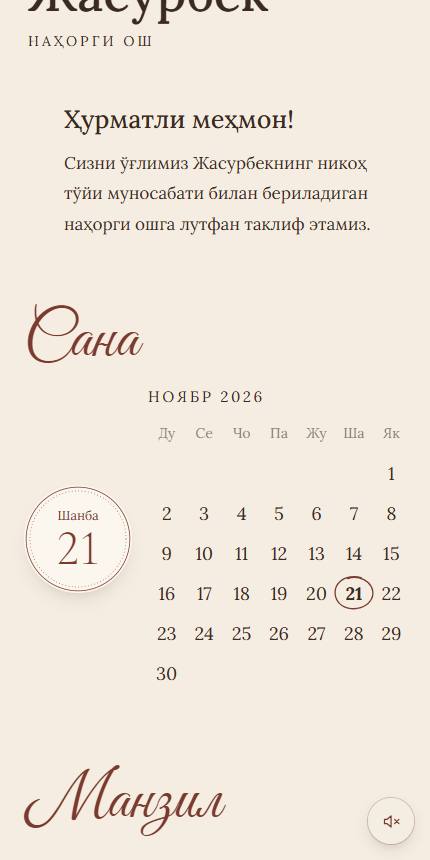 Жасурбек
НАҲОРГИ ОШ
Ҳурматли меҳмон!
Сизни ўғлимиз Жасурбекнинг никоҳ
тўйи муносабати билан бериладиган
наҳорги ошга лутфан таклиф этамиз.
Сана
НОЯБР 2026
Ду Се Чо Па Жу Ша Як
1
Шанба
21
2 3 4 5 6 7 8
9 10 11 12 13 14 15
16 17 18 19 20 21 22
23 24 25 26 27 28 29
30
Манзил